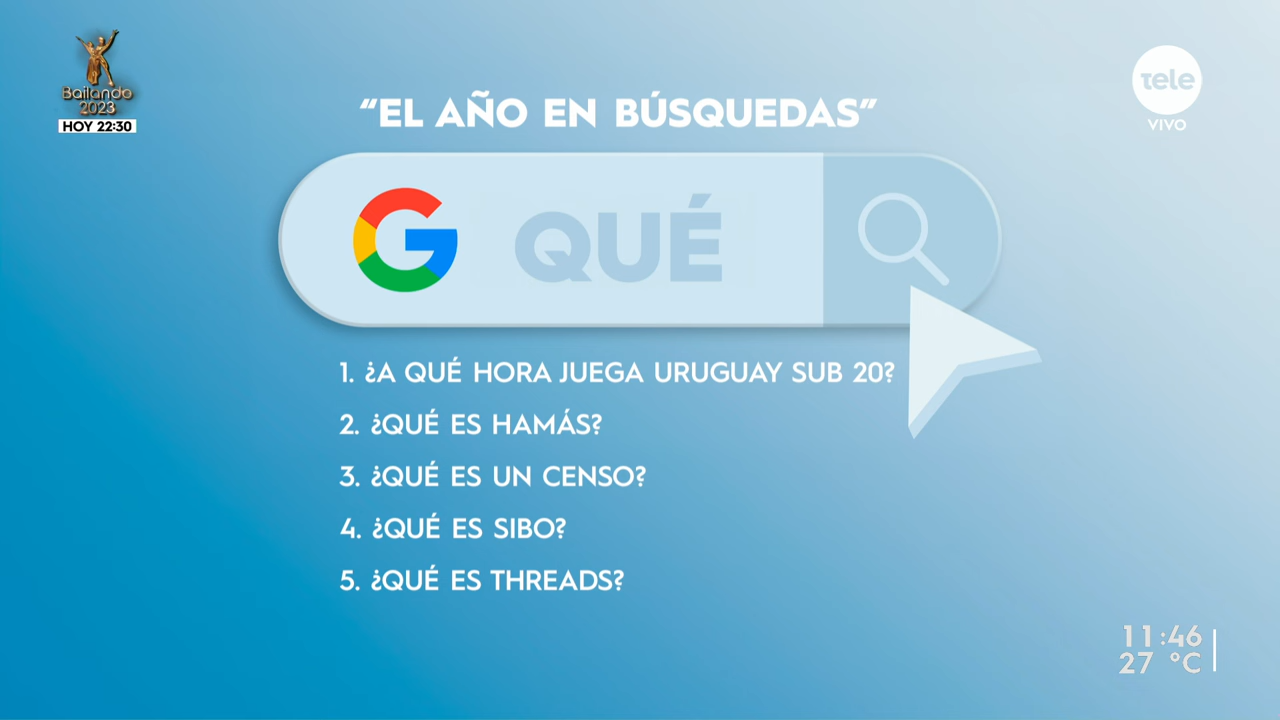 Bailando
2023
HOY 22:30
tele
VIVO
“EL AÑO EN BÚSQUEDAS”
G QUÉ
1. ¿A QUÉ HORA JUEGA URUGUAY SUB 20?
2. ¿QUÉ ES HAMÁS?
3. ¿QUÉ ES UN CENSO?
4. ¿QUÉ ES SIBO?
5. ¿QUÉ ES THREADS?
11:46
27 °C